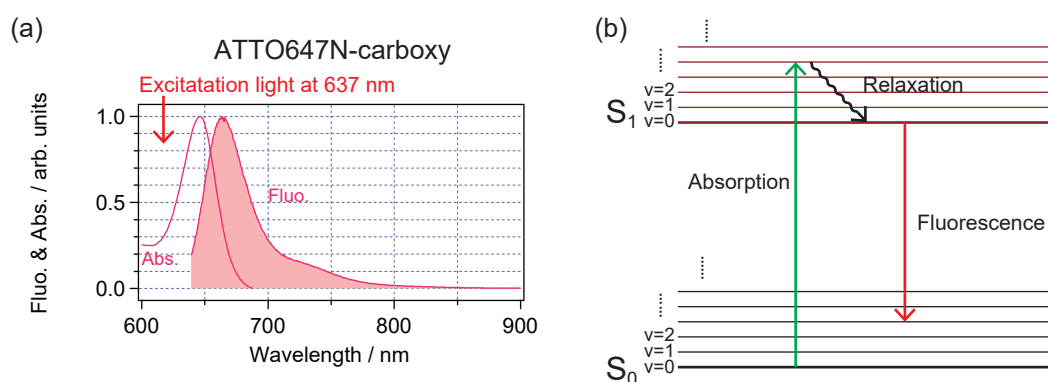 (a)
ATTO647N-carboxy
Excitatation light at 637 nm
Fluo. & Abs. / arb. units
1.0
0.5
0.0
Abs.
Fluo.
600
700
800
900
Wavelength / nm
(b)
S1
v=2
v=1
v=0
Relaxation
Absorption
Fluorescence
S0
v=2
v=1
v=0